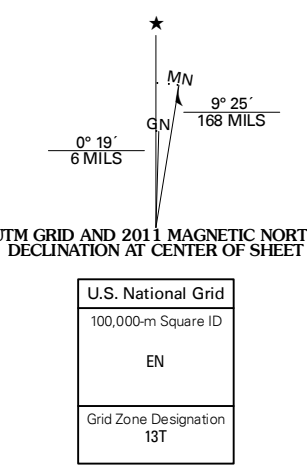 ★
MN
GN
9° 25´
168 MILS
0° 19´
6 MILS
UTM GRID AND 2011 MAGNETIC NORT
DECLINATION AT CENTER OF SHEET
U.S. National Grid
100,000-m Square ID
EN
Grid Zone Designation
13T